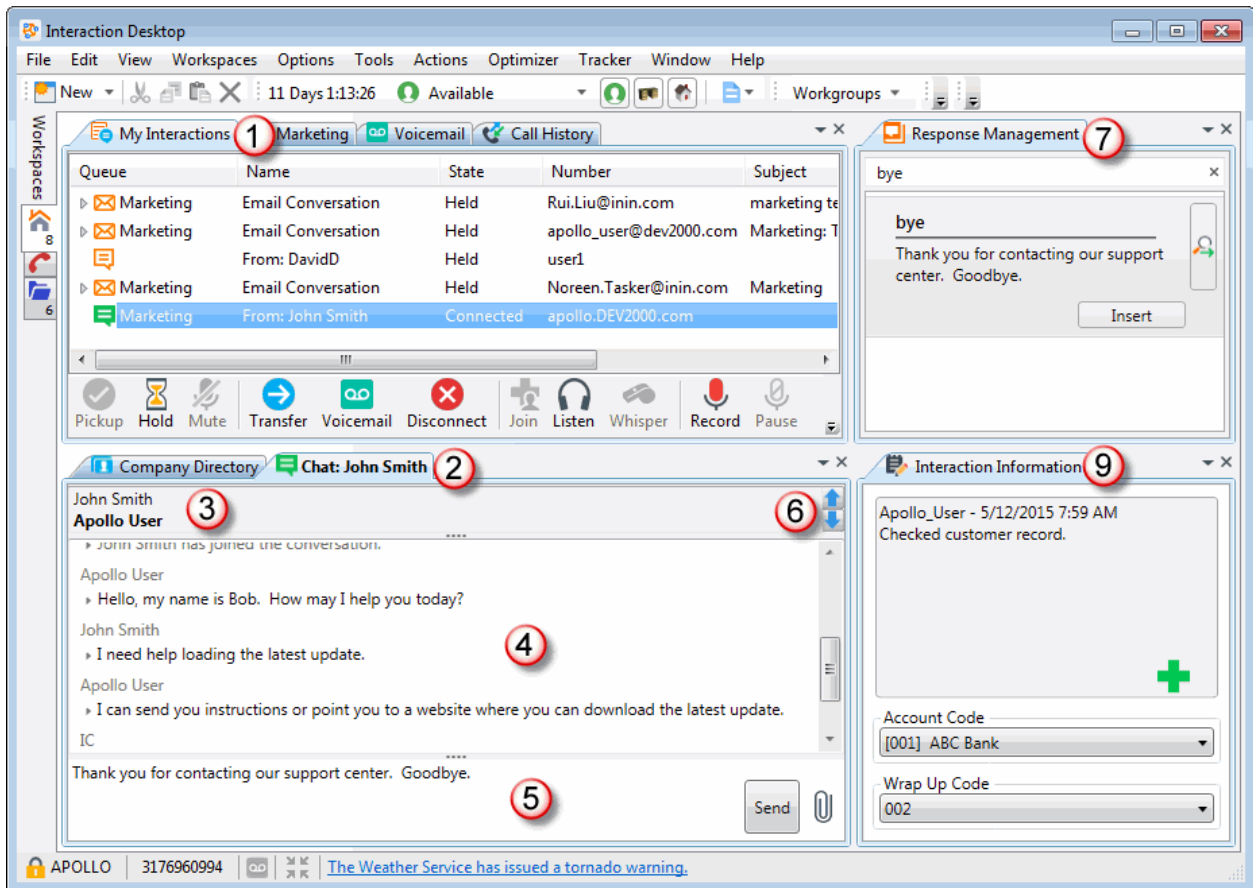 Interaction Desktop
File Edit View Workspaces Options Tools Actions Optimizer Tracker Window Help
New 11 Days 1:13:26 Available Workgroups
Workspaces
8
6
My Interactions 1 Marketing Voicemail Call History
Queue Name State Number Subject
Marketing Email Conversation Held Rui.Liu@inin.com marketing te
Marketing Email Conversation Held apollo_user@dev2000.com Marketing: T
From: DavidD Held user1
Marketing Email Conversation Held Noreen.Tasker@inin.com Marketing
Marketing From: John Smith Connected apollo.DEV2000.com
Pickup Hold Mute Transfer Voicemail Disconnect Join Listen Whisper Record Pause
Response Management 7
bye
bye
Thank you for contacting our support
center. Goodbye.
Insert
Company Directory Chat: John Smith 2
John Smith
Apollo User
3
6
John Smith has joined the conversation.
Apollo User
Hello, my name is Bob. How may I help you today?
John Smith
I need help loading the latest update.
4
Apollo User
I can send you instructions or point you to a website where you can download the latest update.
IC
Thank you for contacting our support center. Goodbye.
5
Send
Interaction Information 9
Apollo_User - 5/12/2015 7:59 AM
Checked customer record.
Account Code
[001] ABC Bank
Wrap Up Code
002
APOLLO 3176960994 The Weather Service has issued a tornado warning.